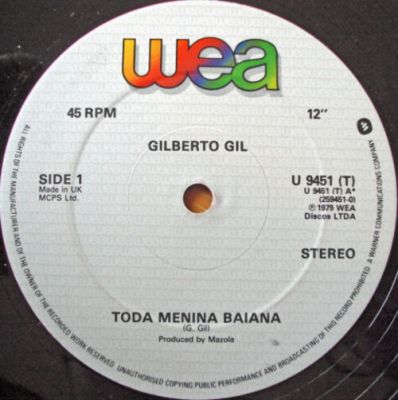 wea
45 RPM
12"
GILBERTO GIL
SIDE 1
Made in UK
MCPS Ltd.
U 9451 (T)
U 9451 (T) A*
(259451-0)
℗ 1979 WEA
Discos LTDA
STEREO
TODA MENINA BAIANA
(G. Gil)
Produced by Mazola
ALL RIGHTS OF THE MANUFACTURER AND OF THE OWNER OF THE RECORDED WORK RESERVED UNAUTHORISED COPYING PUBLIC PERFORMANCE AND BROADCASTING OF THIS RECORD PROHIBITED A WARNER COMMUNICATIONS COMPANY